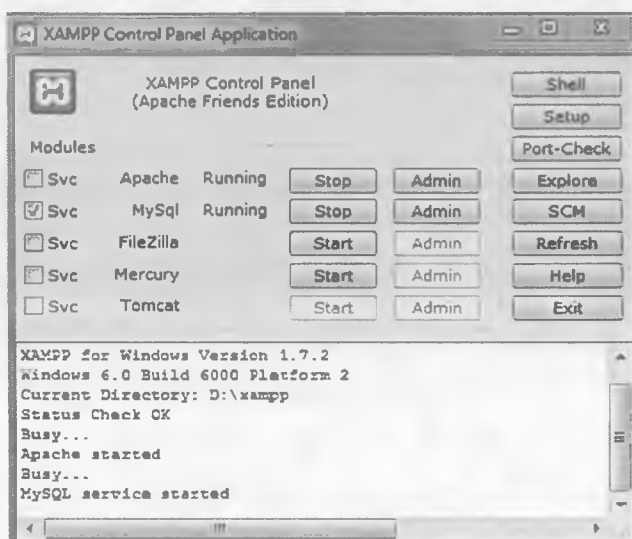 XAMPP Control Panel Application
XAMPP Control Panel
(Apache Friends Edition)
Shell
Setup
Modules
Port-Check
Svc Apache Running Stop Admin Explore
Svc MySql Running Stop Admin SCM
Svc FileZilla Start Admin Refresh
Svc Mercury Start Admin Help
Svc Tomcat Start Admin Exit
XAMPP for Windows Version 1.7.2
Windows 6.0 Build 6000 Platform 2
Current Directory: D:\xampp
Status Check OK
Busy...
Apache started
Busy...
MySQL service started